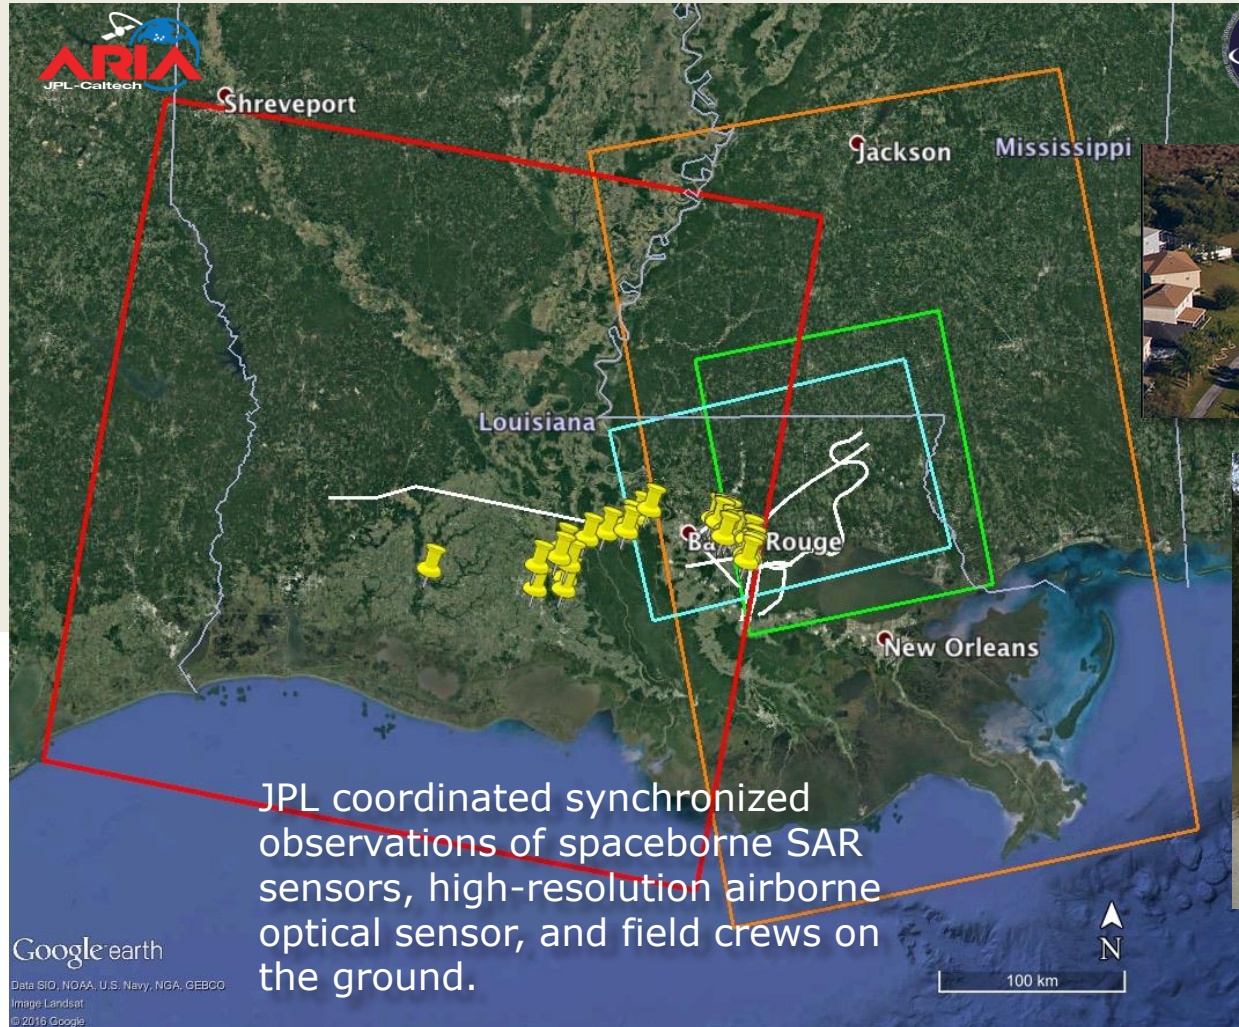 ARIA
JPL-Caltech
Shreveport
Jackson
Mississippi
Louisiana
Rouge
New Orleans
JPL coordinated synchronized
observations of spaceborne SAR
sensors, high-resolution airborne
optical sensor, and field crews on
the ground.
Google earth
Data SIO, NOAA, U.S. Navy, NGA, GEBCO
Image Landsat
© 2016 Google
N
100 km